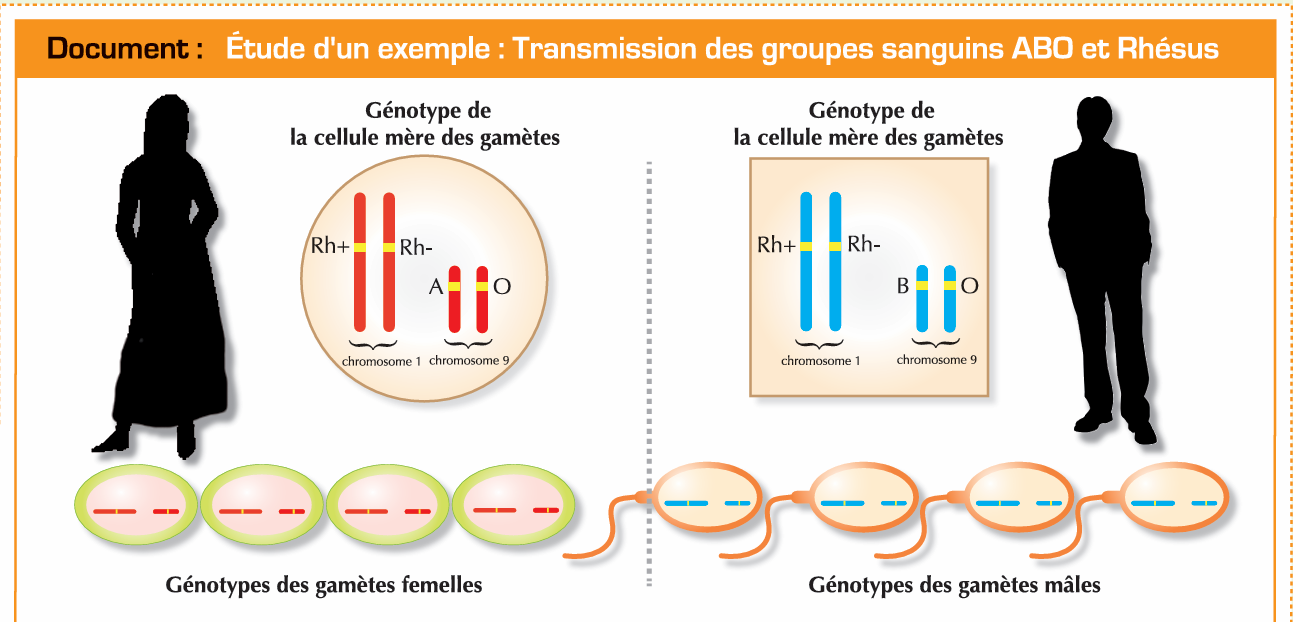 Document : Étude d'un exemple : Transmission des groupes sanguins ABO et Rhésus
Génotype de
la cellule mère des gamètes
Rh+ Rh-
A O
chromosome 1 chromosome 9
Génotype de
la cellule mère des gamètes
Rh+ Rh-
B O
chromosome 1 chromosome 9
Génotypes des gamètes femelles
Génotypes des gamètes mâles